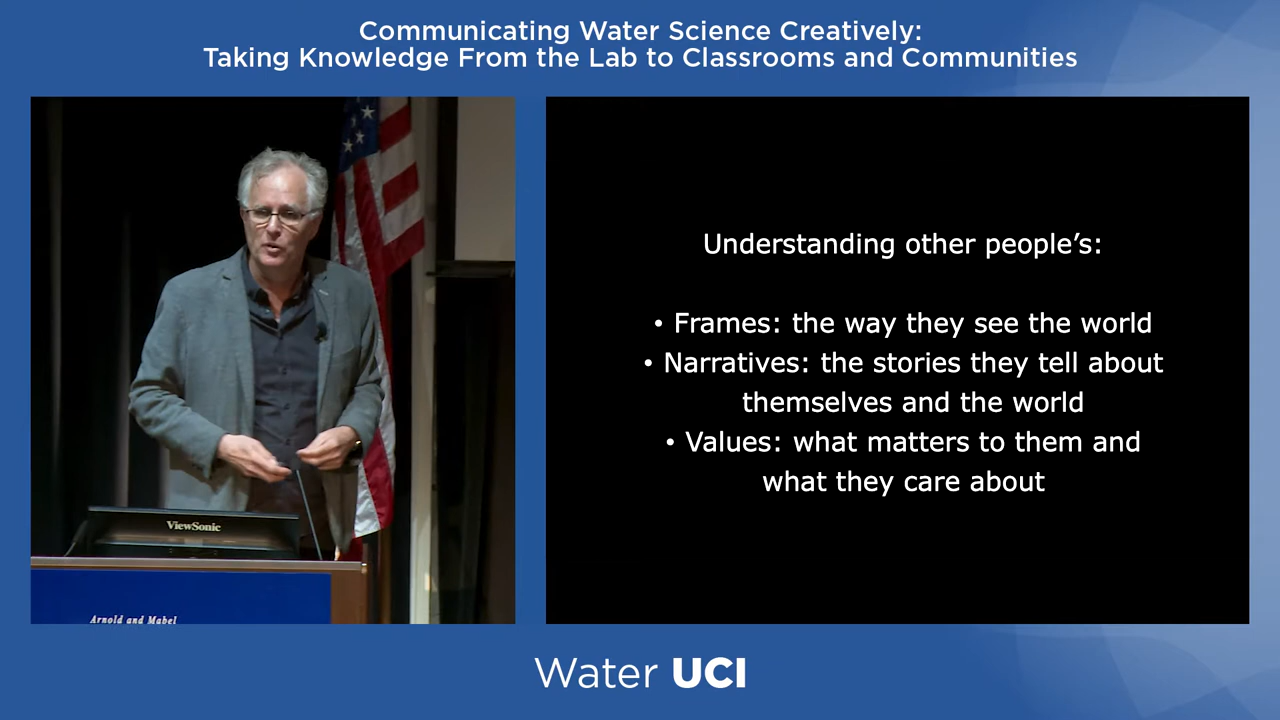 Communicating Water Science Creatively:
Taking Knowledge From the Lab to Classrooms and Communities
Understanding other people’s:
• Frames: the way they see the world
• Narratives: the stories they tell about
themselves and the world
• Values: what matters to them and
what they care about
ViewSonic
Arnold and Mabel
Water UCI